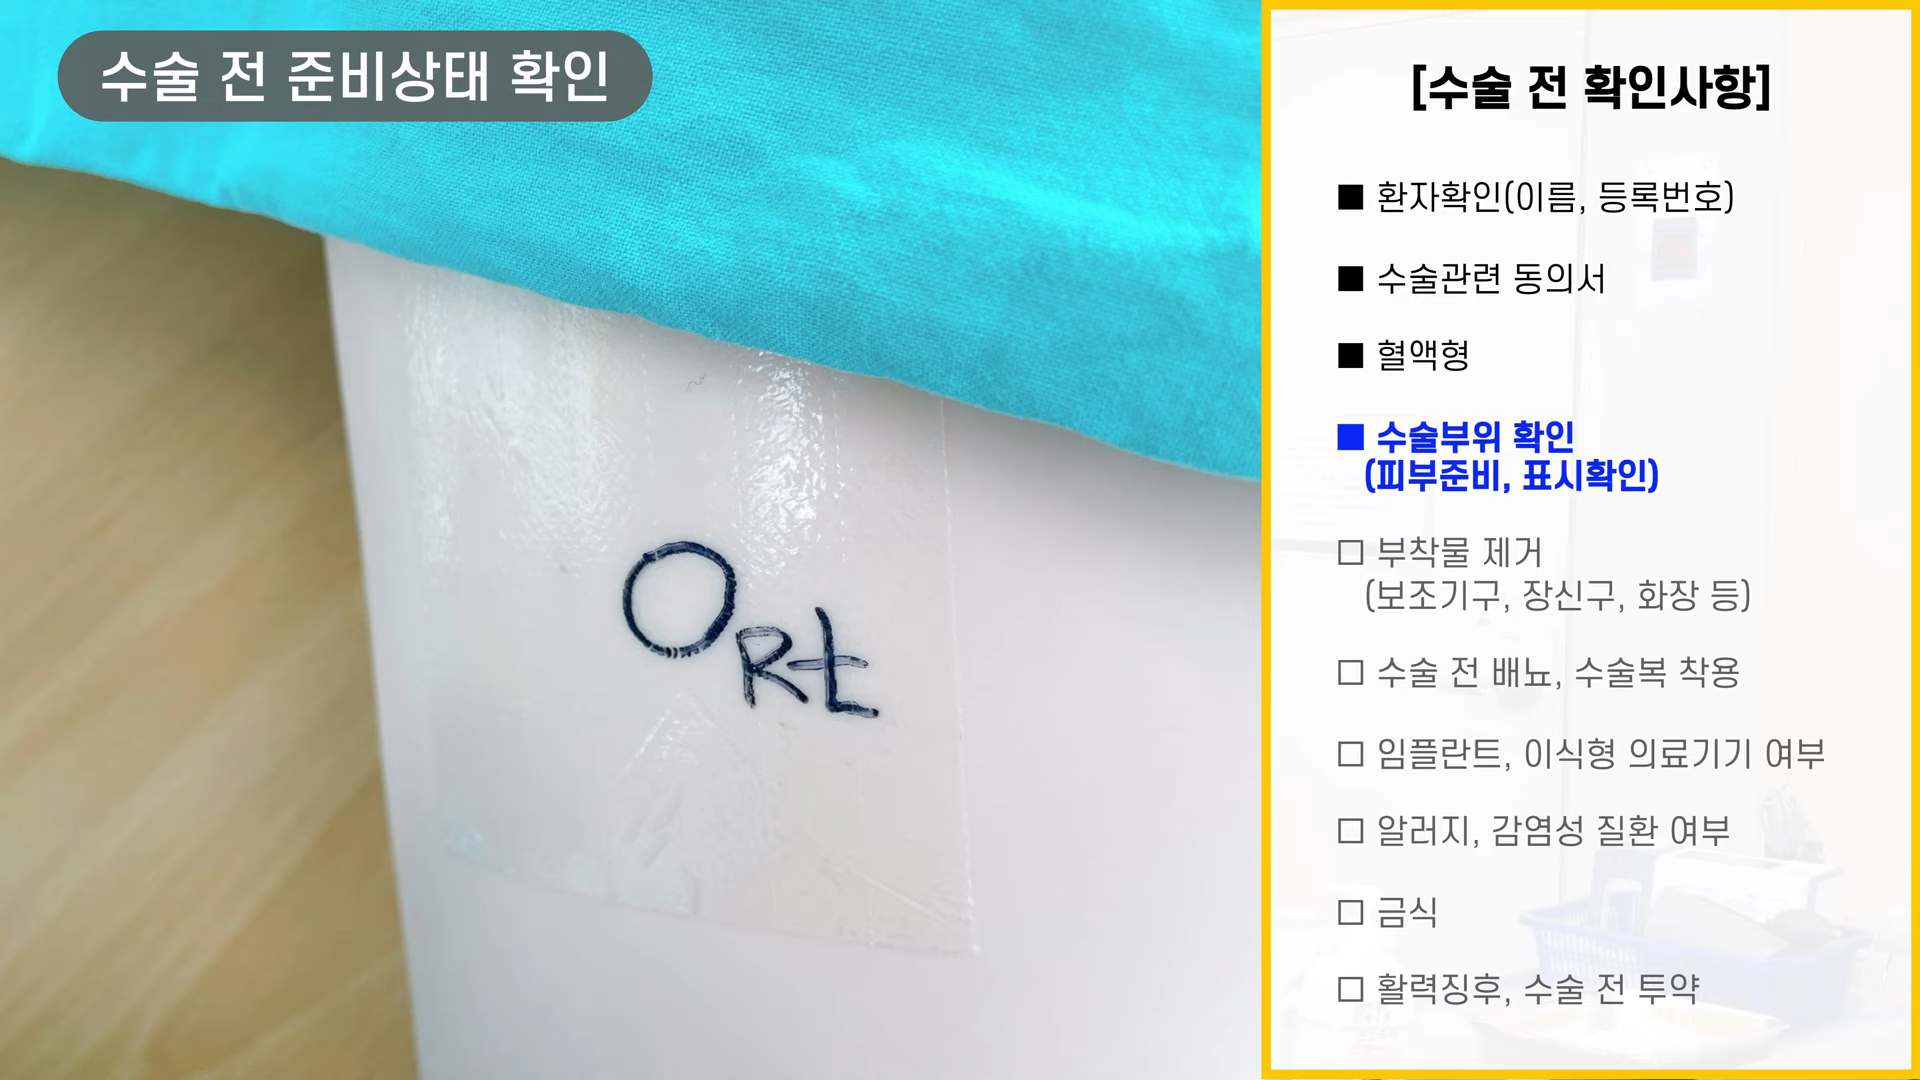 수술 전 준비상태 확인
ORt
[수술 전 확인사항]
■ 환자확인(이름, 등록번호)
■ 수술관련 동의서
■ 혈액형
■ 수술부위 확인
(피부준비, 표시확인)
□ 부착물 제거
(보조기구, 장신구, 화장 등)
□ 수술 전 배뇨, 수술복 착용
□ 임플란트, 이식형 의료기기 여부
□ 알러지, 감염성 질환 여부
□ 금식
□ 활력징후, 수술 전 투약